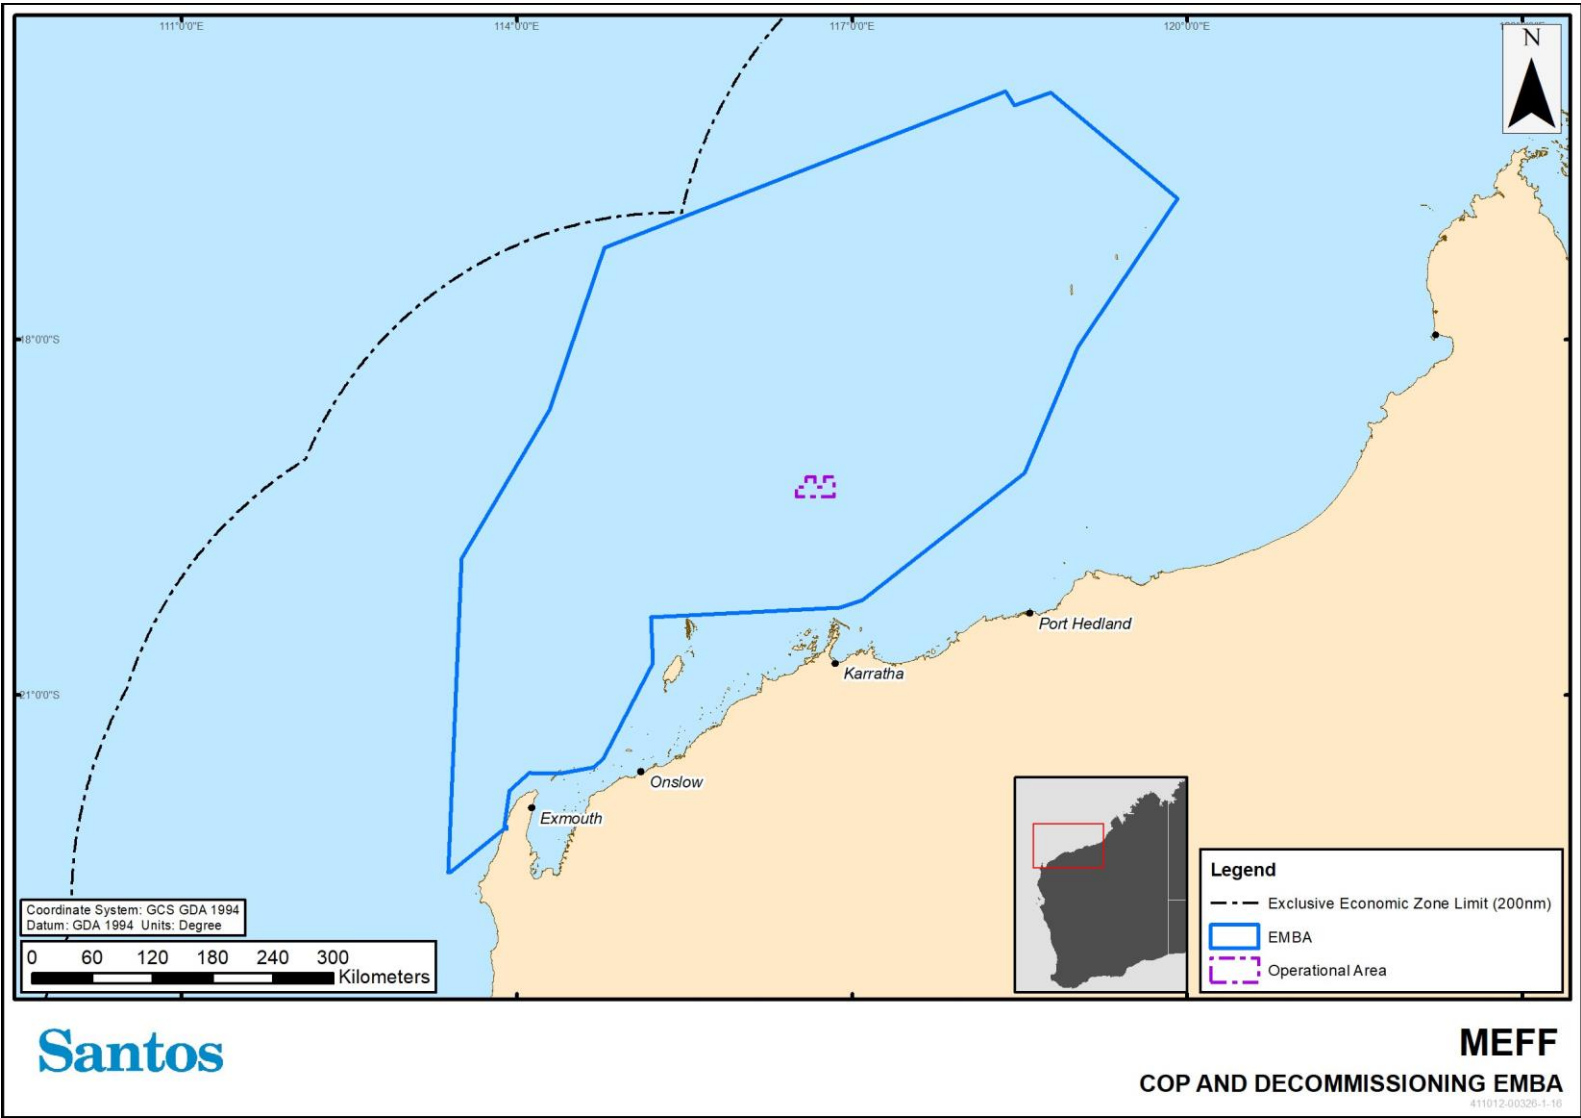 111°0'0"E
114°0'0"E
117°0'0"E
120°0'0"E
N
18°0'0"S
21°0'0"S
Port Hedland
Karratha
Onslow
Exmouth
Coordinate System: GCS GDA 1994
Datum: GDA 1994 Units: Degree
0 60 120 180 240 300
Kilometers
Legend
Exclusive Economic Zone Limit (200nm)
EMBA
Operational Area
Santos
MEFF
COP AND DECOMMISSIONING EMBA
411012-00326-1-16